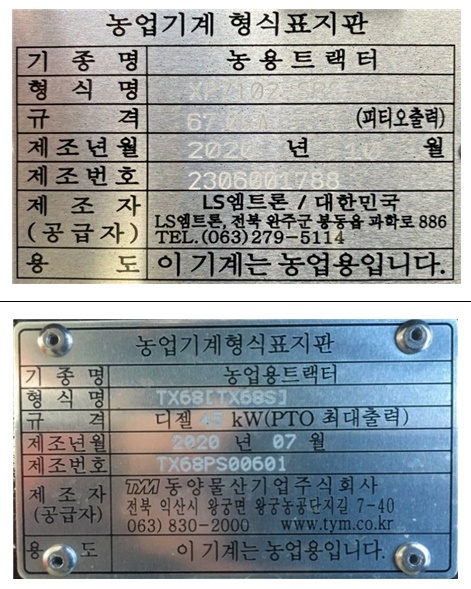 농업기계 형식표지판
기 종 명 농 용 트 랙 터
형 식 명
규 격 (피티오출력)
제 조 년 월 2020 년 10 월
제 조 번 호 2306001788
제 조 자 LS엠트론 / 대한민국
(공급자) LS엠트론, 전북 완주군 봉동읍 과학로 886
TEL.(063)279-5114
용 도 이 기계는 농업용입니다.
농업기계형식표지판
기 종 명 농업용트랙터
형 식 명 TX68[TX68S]
규 격 디젤 45 kW(PTO 최대출력)
제조년월 2020 년 07 월
제조번호 TX68PS00601
제 조 자 TYM 동양물산기업주식회사
(공급자) 전북 익산시 왕궁면 왕궁농공단지길 7-40
063) 830-2000 www.tym.co.kr
용 도 이 기계는 농업용입니다.